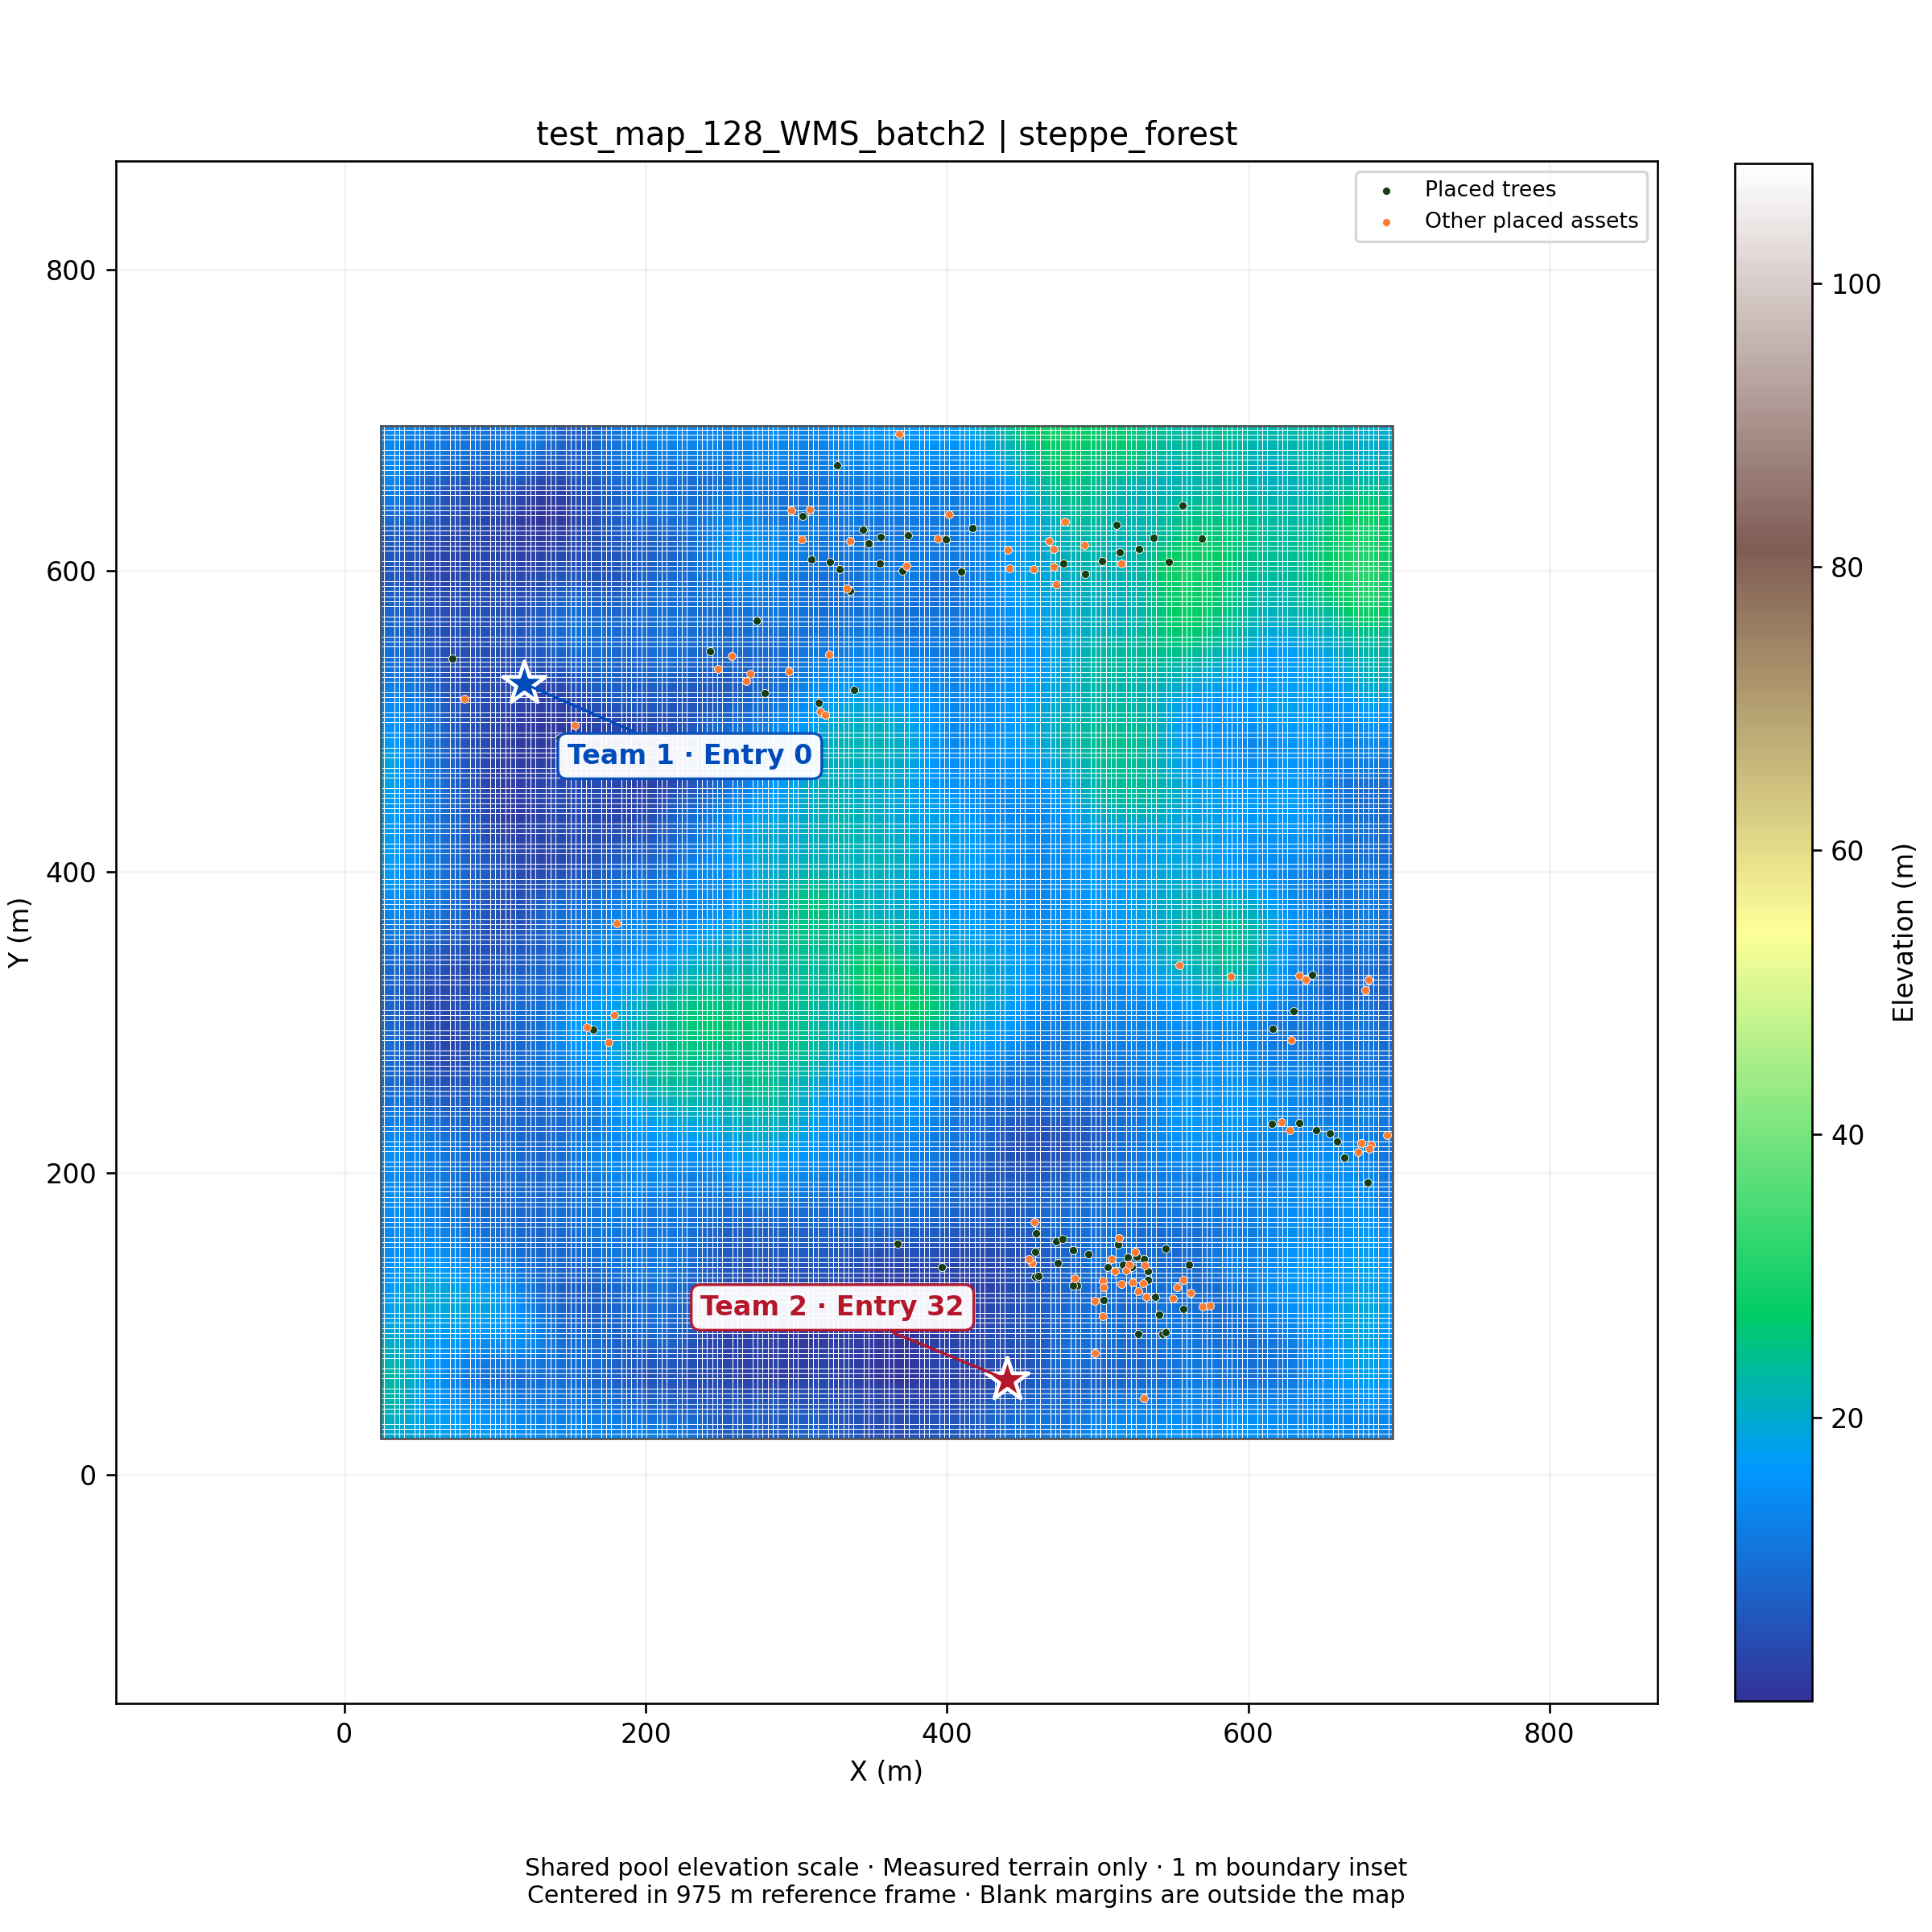 test_map_128_WMS_batch2 | steppe_forest
Placed trees
Other placed assets
800
600
400
200
0
Y (m)
Team 1 · Entry 0
Team 2 · Entry 32
0
200
400
600
800
X (m)
100
80
60
40
20
Elevation (m)
Shared pool elevation scale · Measured terrain only · 1 m boundary inset
Centered in 975 m reference frame · Blank margins are outside the map